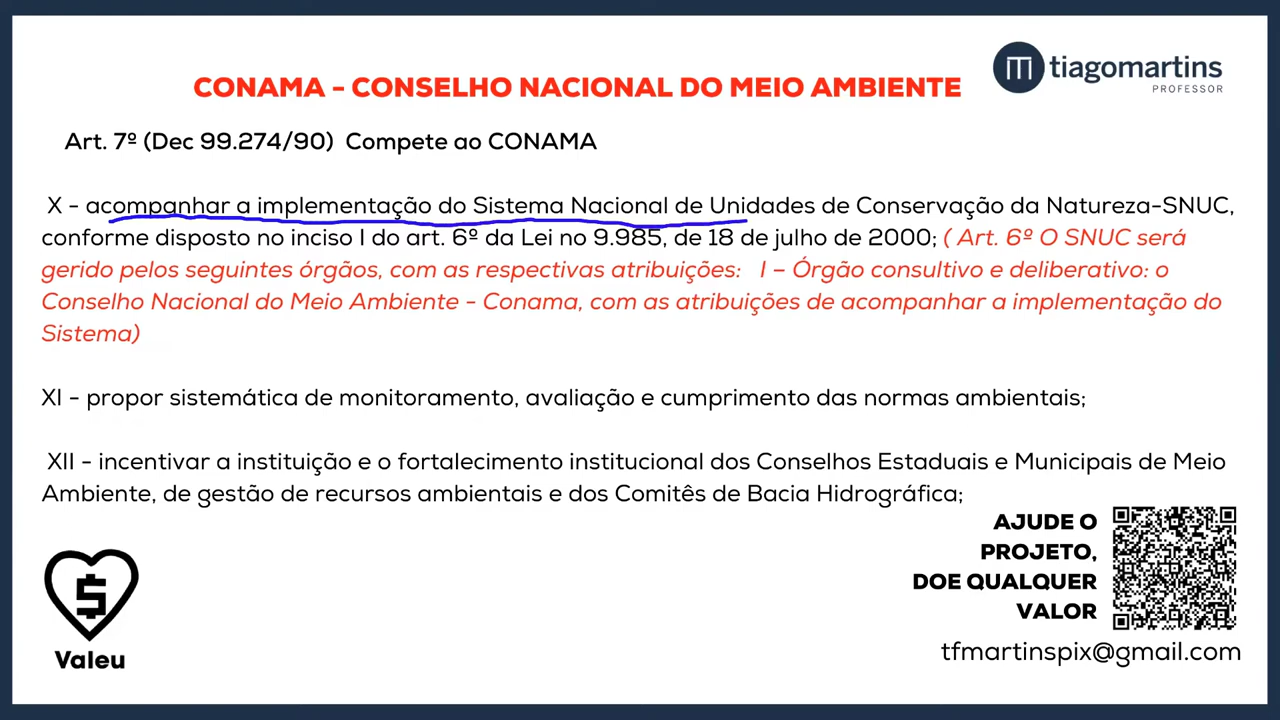 CONAMA - CONSELHO NACIONAL DO MEIO AMBIENTE
tiagomartins
PROFESSOR
Art. 7º (Dec 99.274/90) Compete ao CONAMA
X - acompanhar a implementação do Sistema Nacional de Unidades de Conservação da Natureza-SNUC,
conforme disposto no inciso I do art. 6º da Lei no 9.985, de 18 de julho de 2000; ( Art. 6º O SNUC será
gerido pelos seguintes órgãos, com as respectivas atribuições: I – Órgão consultivo e deliberativo: o
Conselho Nacional do Meio Ambiente - Conama, com as atribuições de acompanhar a implementação do
Sistema)
XI - propor sistemática de monitoramento, avaliação e cumprimento das normas ambientais;
XII - incentivar a instituição e o fortalecimento institucional dos Conselhos Estaduais e Municipais de Meio
Ambiente, de gestão de recursos ambientais e dos Comitês de Bacia Hidrográfica;
AJUDE O
PROJETO,
DOE QUALQUER
VALOR
tfmartinspix@gmail.com
$
Valeu